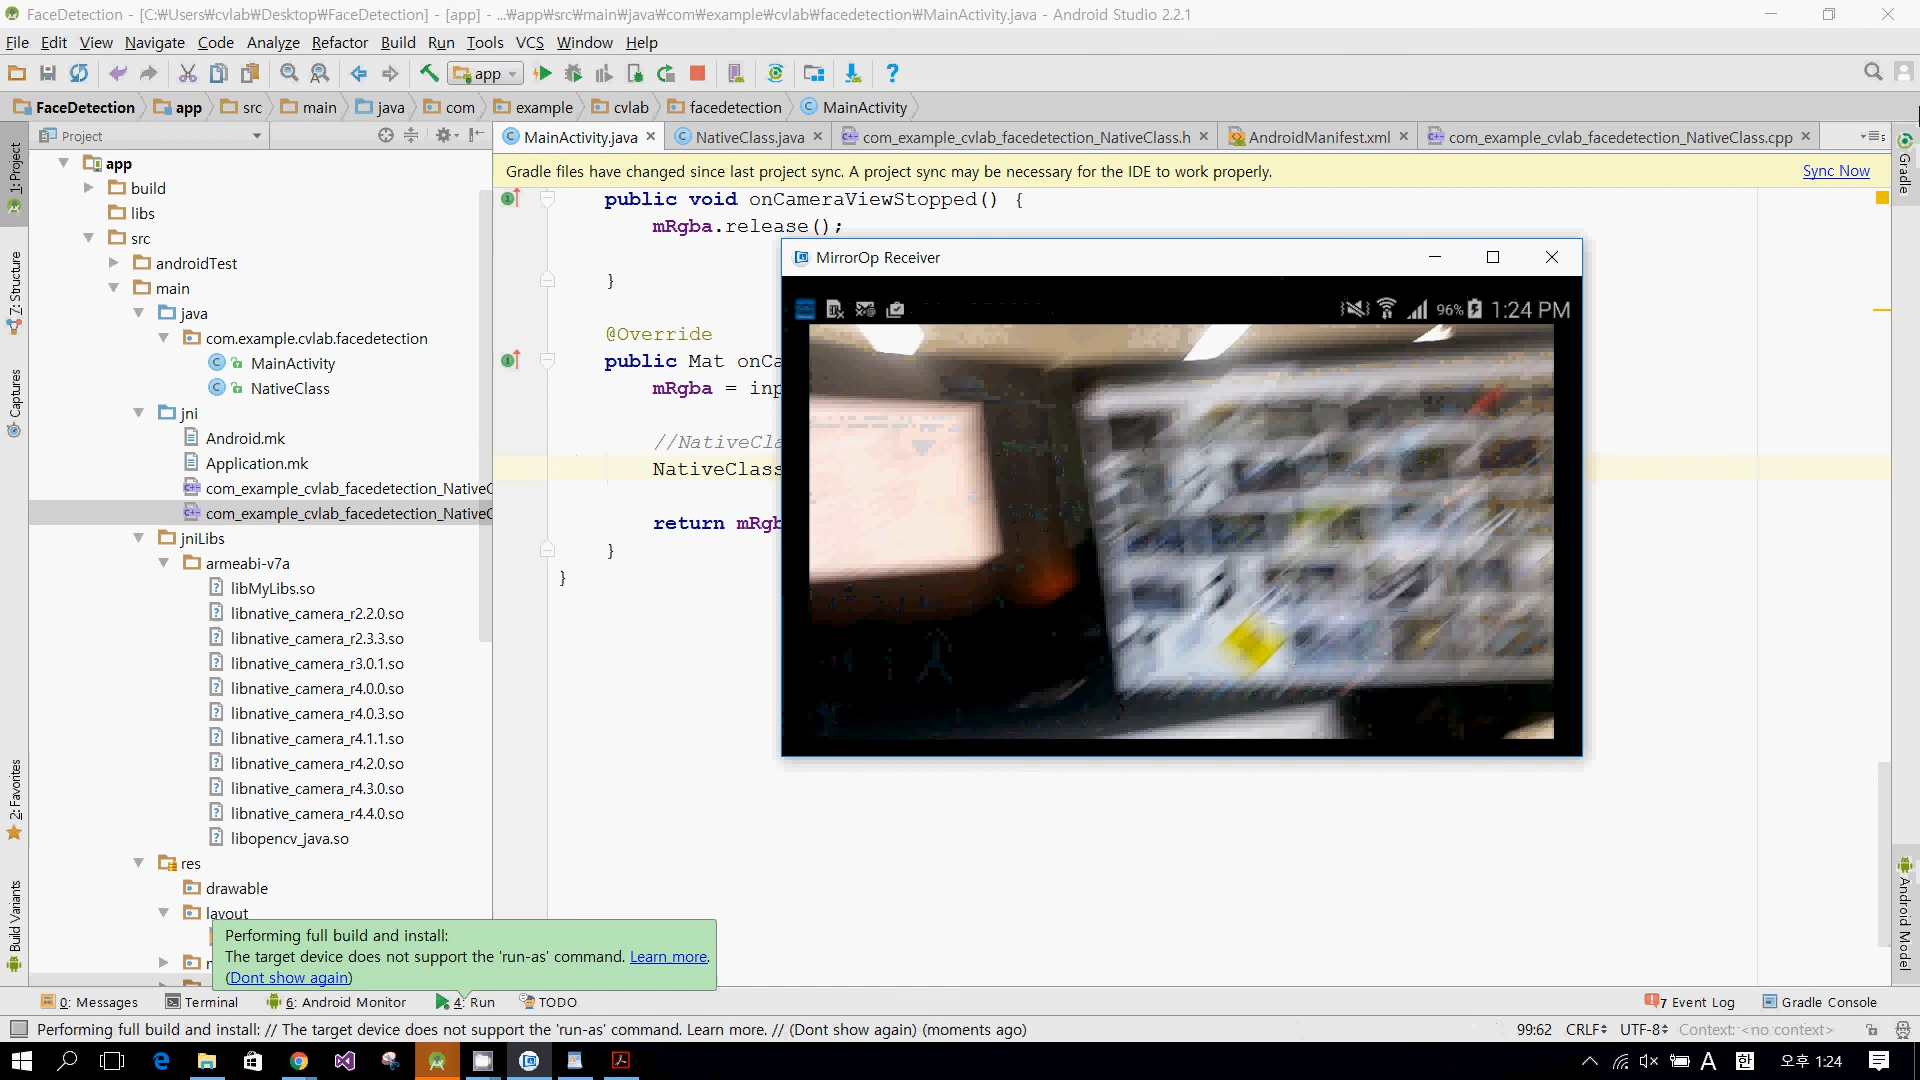 FaceDetection - [C:₩Users₩cvlab₩Desktop₩FaceDetection] - [app] - ...₩app₩src₩main₩java₩com₩example₩cvlab₩facedetection₩MainActivity.java - Android Studio 2.2.1
File Edit View Navigate Code Analyze Refactor Build Run Tools VCS Window Help
app
FaceDetection app src main java com example cvlab facedetection MainActivity
Project
MainActivity.java NativeClass.java com_example_cvlab_facedetection_NativeClass.h AndroidManifest.xml com_example_cvlab_facedetection_NativeClass.cpp
Gradle files have changed since last project sync. A project sync may be necessary for the IDE to work properly. Sync Now
1: Project
7: Structure
Captures
2: Favorites
Build Variants
app
build
libs
src
androidTest
main
java
com.example.cvlab.facedetection
MainActivity
NativeClass
jni
Android.mk
Application.mk
com_example_cvlab_facedetection_NativeC
com_example_cvlab_facedetection_NativeC
jniLibs
armeabi-v7a
libMyLibs.so
libnative_camera_r2.2.0.so
libnative_camera_r2.3.3.so
libnative_camera_r3.0.1.so
libnative_camera_r4.0.0.so
libnative_camera_r4.0.3.so
libnative_camera_r4.1.1.so
libnative_camera_r4.2.0.so
libnative_camera_r4.3.0.so
libnative_camera_r4.4.0.so
libopencv_java.so
res
drawable
layout
public void onCameraViewStopped() {
mRgba.release();
}
@Override
public Mat onCa
mRgba = inp
//NativeCla
NativeClass
return mRgb
}
}
MirrorOp Receiver
96% 1:24 PM
Gradle
Android Model
Performing full build and install:
The target device does not support the 'run-as' command. Learn more.
(Dont show again)
0: Messages Terminal 6: Android Monitor 4: Run TODO 7 Event Log Gradle Console
Performing full build and install: // The target device does not support the 'run-as' command. Learn more. // (Dont show again) (moments ago) 99:62 CRLF UTF-8 Context: <no context>
A 한 오후 1:24